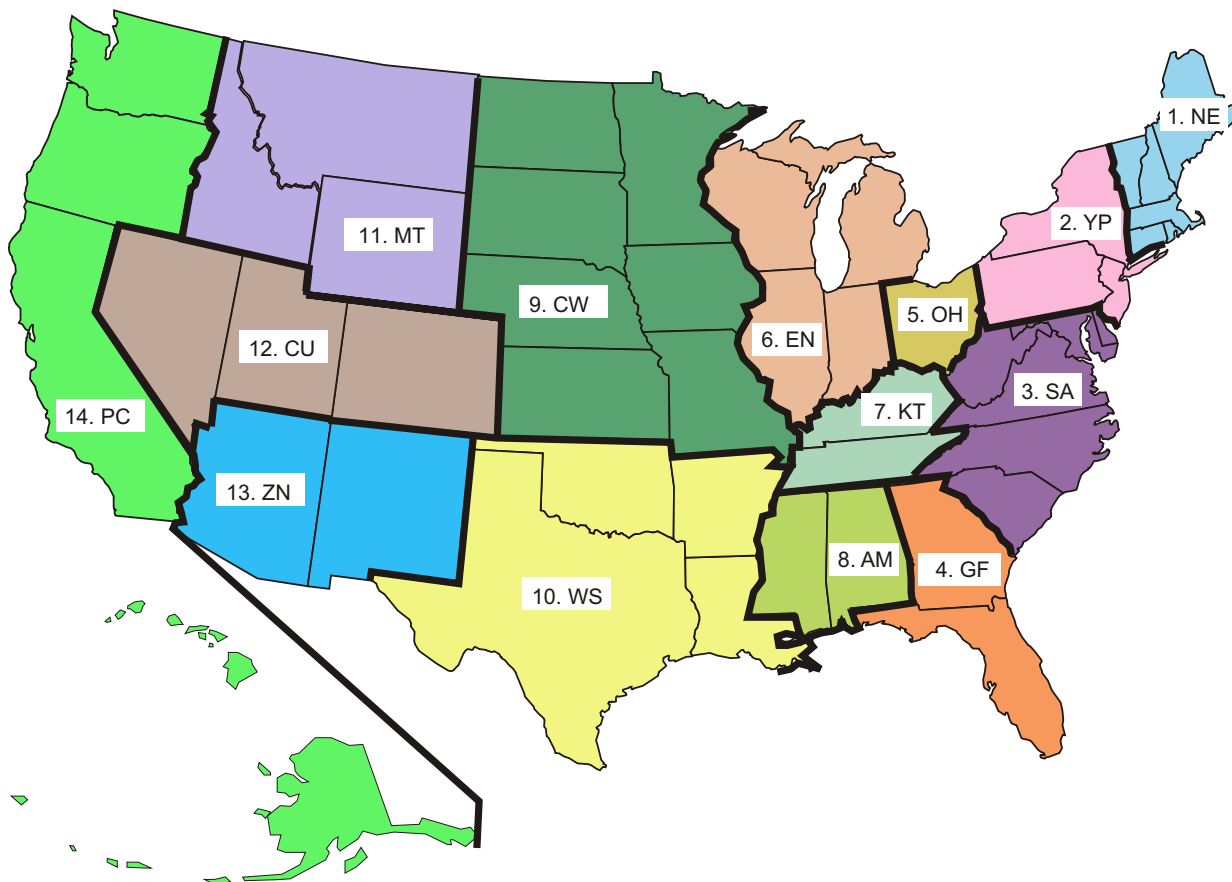 1. NE
2. YP
11. MT
9. CW
5. OH
6. EN
12. CU
3. SA
7. KT
14. PC
13. ZN
8. AM
4. GF
10. WS